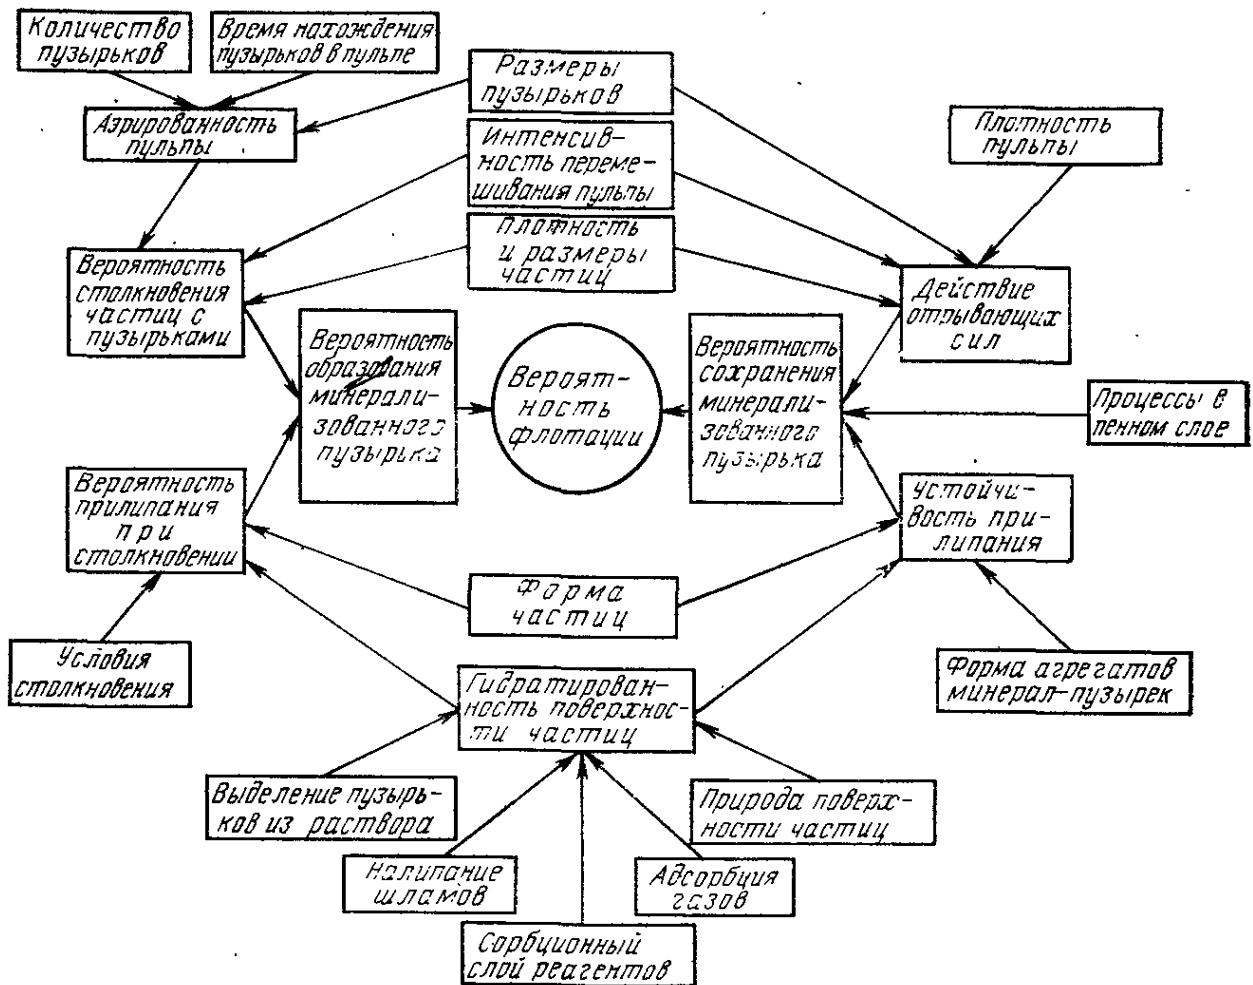 Количество
пузырьков
Время нахождения
пузырьков в пульпе
Размеры
пузырьков
Аэрированность
пульпы
Интенсив-
ность переме-
шивания пульпы
Плотность
пульпы
Плотность
и размеры
частиц
Вероятность
столкновения
частиц с
пузырьками
Действие
отрывающих
сил
Вероятность
образования
минерали-
зованного
пузырька
Вероят-
ность
флотации
Вероятность
сохранения
минерали-
зованного
пузырька
Процессы в
пенном слое
Вероятность
прилипания
при
столкновении
Устойчи-
вость при-
липания
Форма
частиц
Условия
столкновения
Форма агрегатов
минерал-пузырек
Гидратирован-
ность поверхнос-
ти частиц
Выделение пузырь-
ков из раствора
Природа поверх-
ности частиц
Налипание
шламов
Адсорбция
газов
Сорбционный
слой реагентов